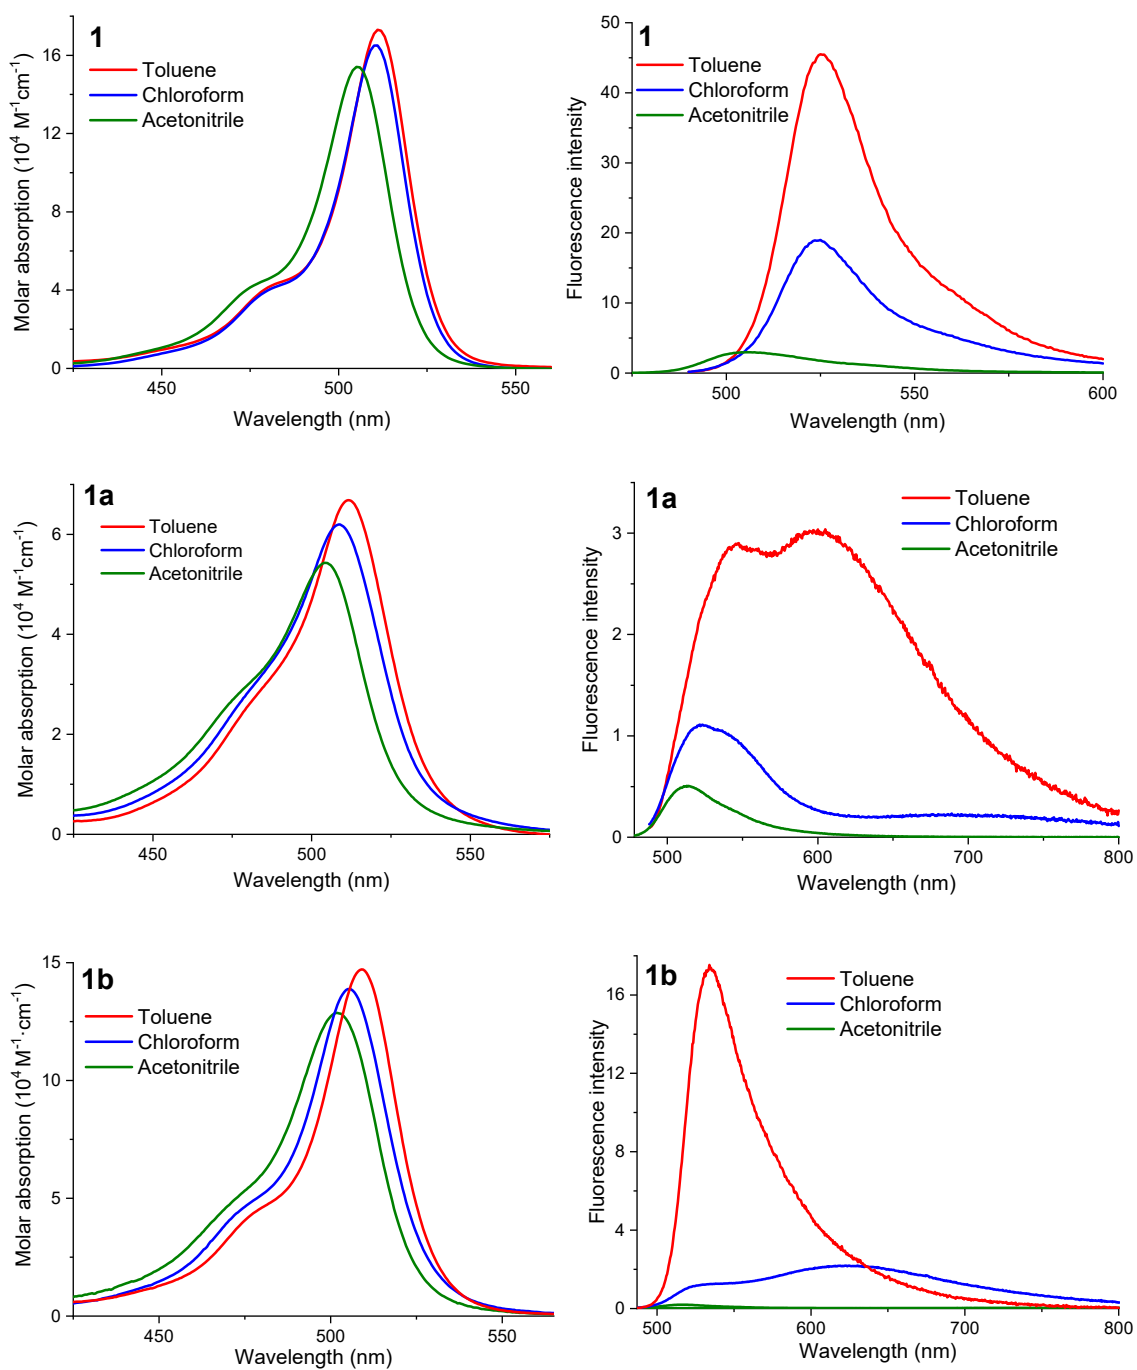 1
Toluene
Chloroform
Acetonitrile
Molar absorption (10⁴ M⁻¹cm⁻¹)
16
12
8
4
0
450
500
550
Wavelength (nm)
1
Toluene
Chloroform
Acetonitrile
Fluorescence intensity
50
40
30
20
10
0
500
550
600
Wavelength (nm)
1a
Toluene
Chloroform
Acetonitrile
Molar absorption (10⁴ M⁻¹cm⁻¹)
6
4
2
0
450
500
550
Wavelength (nm)
1a
Toluene
Chloroform
Acetonitrile
Fluorescence intensity
3
2
1
0
500
600
700
800
Wavelength (nm)
1b
Toluene
Chloroform
Acetonitrile
Molar absorption (10⁴ M⁻¹·cm⁻¹)
15
10
5
0
450
500
550
Wavelength (nm)
1b
Toluene
Chloroform
Acetonitrile
Fluorescence intensity
16
12
8
4
0
500
600
700
800
Wavelength (nm)